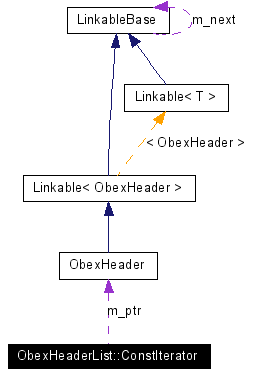 LinkableBase
m_next
Linkable< T >
< ObexHeader >
Linkable< ObexHeader >
ObexHeader
m_ptr
ObexHeaderList::ConstIterator